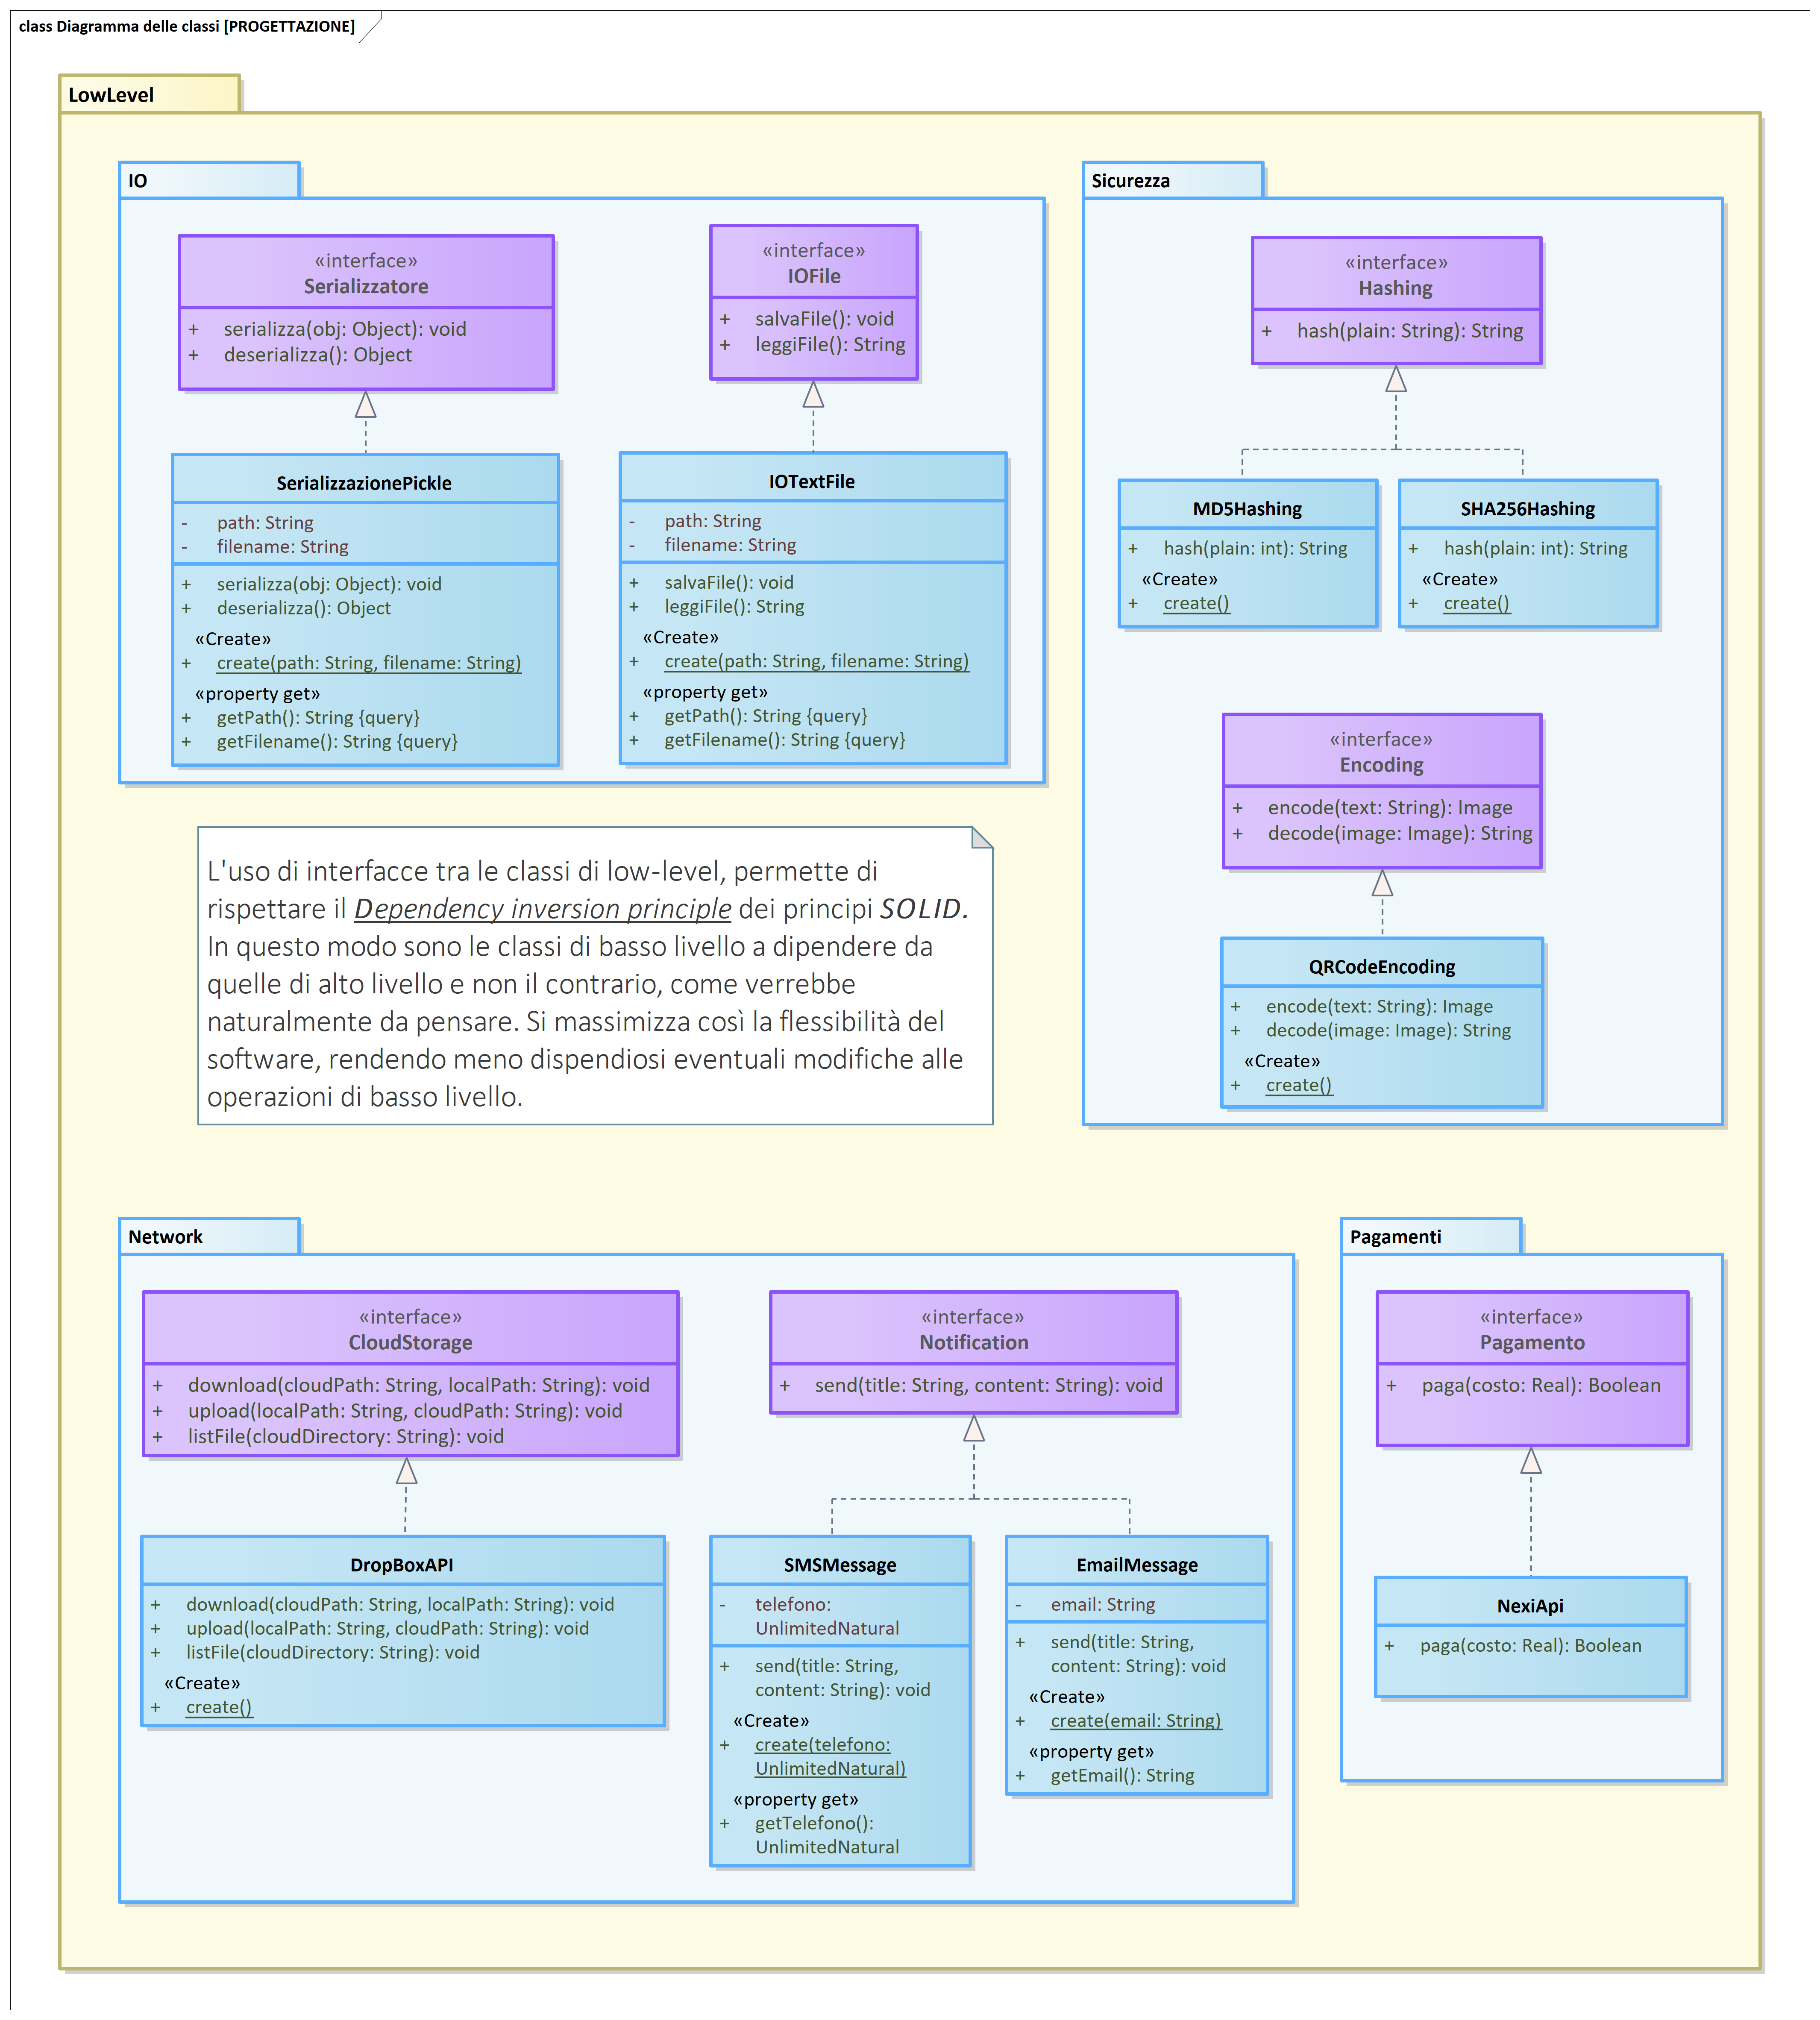 class Diagramma delle classi [PROGETTAZIONE]
LowLevel
IO
«interface»
Serializzatore
+ serializza(obj: Object): void
+ deserializza(): Object
«interface»
IOFile
+ salvaFile(): void
+ leggiFile(): String
SerializzazionePickle
- path: String
- filename: String
+ serializza(obj: Object): void
+ deserializza(): Object
«Create»
+ create(path: String, filename: String)
«property get»
+ getPath(): String {query}
+ getFilename(): String {query}
IOTextFile
- path: String
- filename: String
+ salvaFile(): void
+ leggiFile(): String
«Create»
+ create(path: String, filename: String)
«property get»
+ getPath(): String {query}
+ getFilename(): String {query}
Sicurezza
«interface»
Hashing
+ hash(plain: String): String
MD5Hashing
+ hash(plain: int): String
«Create»
+ create()
SHA256Hashing
+ hash(plain: int): String
«Create»
+ create()
«interface»
Encoding
+ encode(text: String): Image
+ decode(image: Image): String
QRCodeEncoding
+ encode(text: String): Image
+ decode(image: Image): String
«Create»
+ create()
L'uso di interfacce tra le classi di low-level, permette di
rispettare il Dependency inversion principle dei principi SOLID.
In questo modo sono le classi di basso livello a dipendere da
quelle di alto livello e non il contrario, come verrebbe
naturalmente da pensare. Si massimizza così la flessibilità del
software, rendendo meno dispendiosi eventuali modifiche alle
operazioni di basso livello.
Network
«interface»
CloudStorage
+ download(cloudPath: String, localPath: String): void
+ upload(localPath: String, cloudPath: String): void
+ listFile(cloudDirectory: String): void
«interface»
Notification
+ send(title: String, content: String): void
DropBoxAPI
+ download(cloudPath: String, localPath: String): void
+ upload(localPath: String, cloudPath: String): void
+ listFile(cloudDirectory: String): void
«Create»
+ create()
SMSMessage
- telefono:
UnlimitedNatural
+ send(title: String,
content: String): void
«Create»
+ create(telefono:
UnlimitedNatural)
«property get»
+ getTelefono():
UnlimitedNatural
EmailMessage
- email: String
+ send(title: String,
content: String): void
«Create»
+ create(email: String)
«property get»
+ getEmail(): String
Pagamenti
«interface»
Pagamento
+ paga(costo: Real): Boolean
NexiApi
+ paga(costo: Real): Boolean